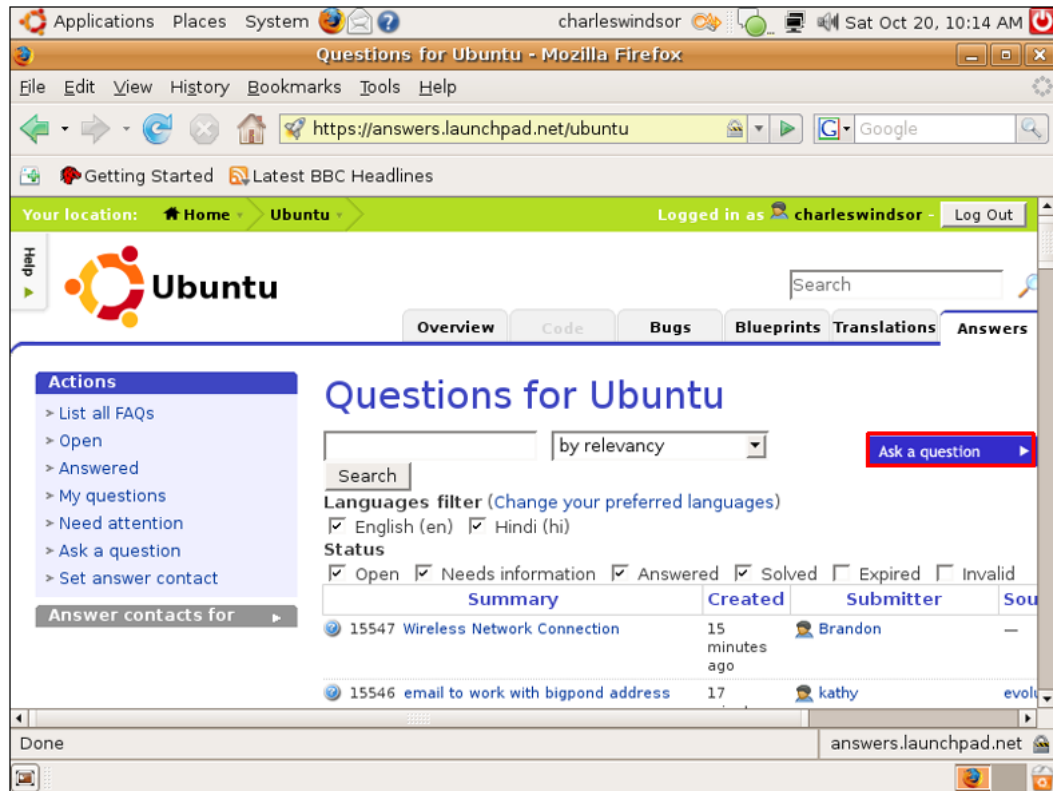 Applications Places System charleswindsor Sat Oct 20, 10:14 AM
Questions for Ubuntu - Mozilla Firefox
File Edit View History Bookmarks Tools Help
https://answers.launchpad.net/ubuntu G Google
Getting Started Latest BBC Headlines
Your location: Home Ubuntu Logged in as charleswindsor - Log Out
Help
Ubuntu
Search
Overview Code Bugs Blueprints Translations Answers
Actions
List all FAQs
Open
Answered
My questions
Need attention
Ask a question
Set answer contact
Answer contacts for
Questions for Ubuntu
by relevancy
Ask a question
Search
Languages filter (Change your preferred languages)
English (en) Hindi (hi)
Status
Open Needs information Answered Solved Expired Invalid
Summary Created Submitter Sou
15547 Wireless Network Connection 15 minutes ago Brandon —
15546 email to work with bigpond address 17 kathy evolu
Done answers.launchpad.net